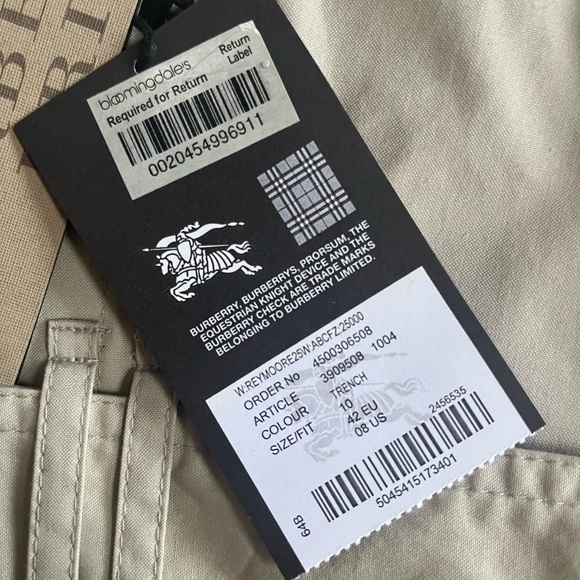 bloomingdale's
Required for Return
Return
Label
0020454996911
BURBERRY, BURBERRYS, PRORSUM, THE
EQUESTRIAN KNIGHT DEVICE AND THE
BURBERRY CHECK ARE TRADE MARKS
BELONGING TO BURBERRY LIMITED.
W:REYMOORE25W:ABCFZ:25000
ORDER No 4500306508
ARTICLE 3909508 1004
COLOUR TRENCH
SIZE/FIT 10
42 EU
08 US
2456535
64B
5045415173401